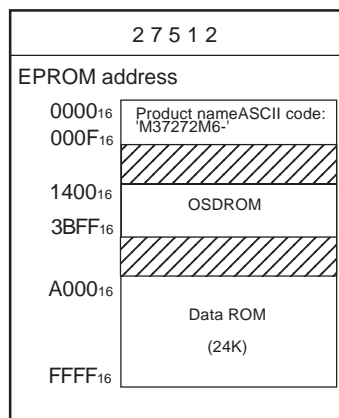 27512
EPROM address
0000₁₆
Product nameASCII code:
'M37272M6-'
000F₁₆
1400₁₆
OSDROM
3BFF₁₆
A000₁₆
Data ROM
(24K)
FFFF₁₆